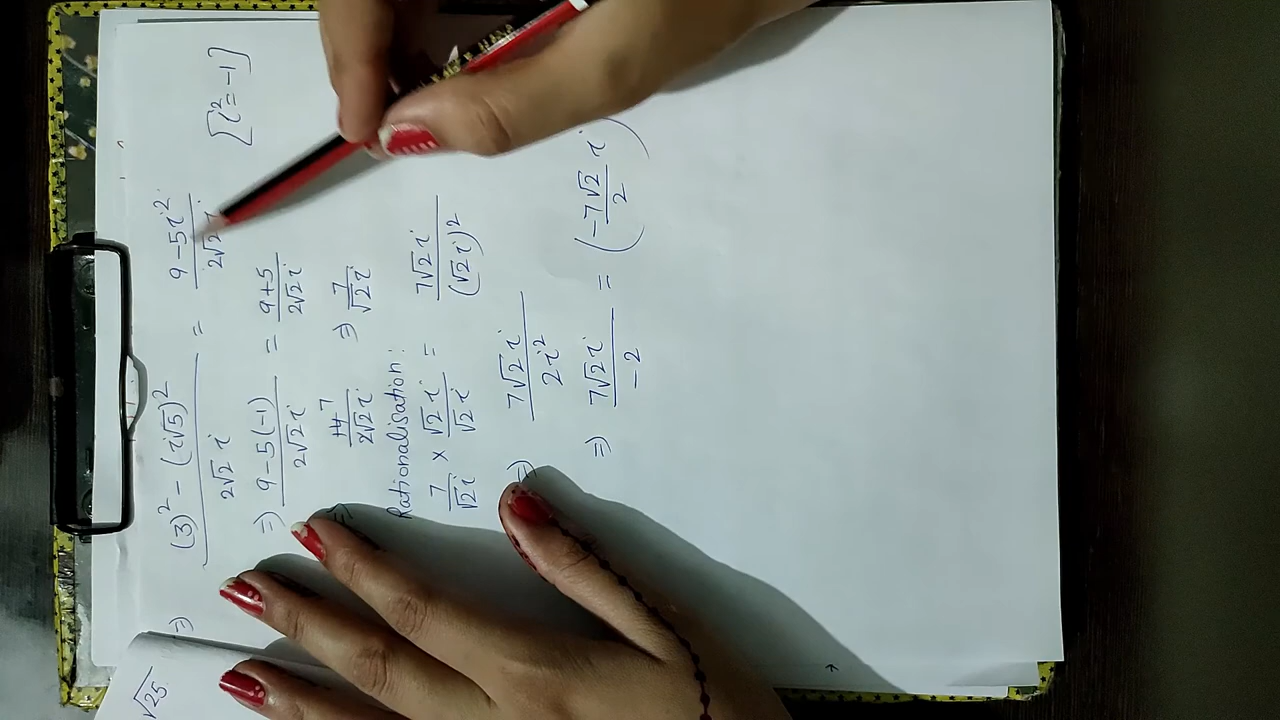 √25
⇒ ((3)² - (i√5)²)/(2√2 i) = (9 - 5i²)/(2√2 i)
[i² = -1]
⇒ (9 - 5(-1))/(2√2 i) = (9 + 5)/(2√2 i)
⇒ 14 7/(2√2 i) ⇒ 7/(√2 i)
Rationalisation :
7/(√2 i) × (√2 i)/(√2 i) = (7√2 i)/((√2 i)²)
⇒ (7√2 i)/(2i²)
⇒ (7√2 i)/(-2) = ((-7√2)/2 i)